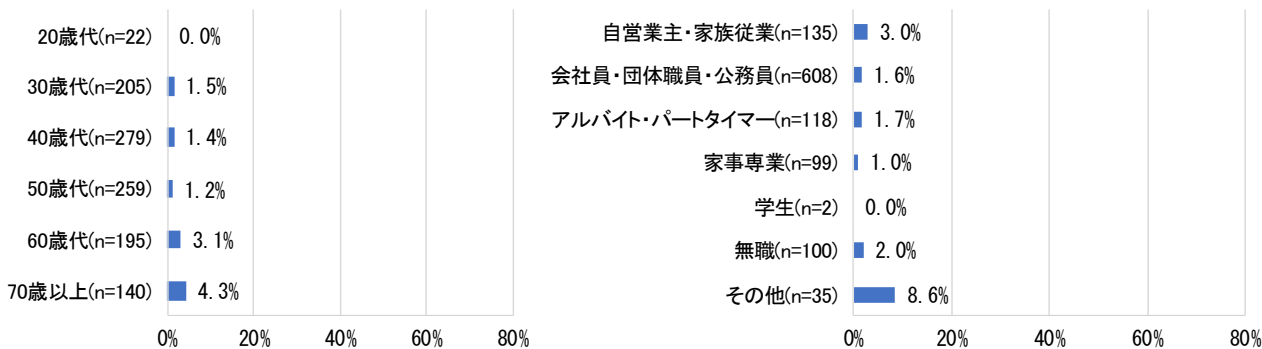 20歳代(n=22) 0.0%
30歳代(n=205) 1.5%
40歳代(n=279) 1.4%
50歳代(n=259) 1.2%
60歳代(n=195) 3.1%
70歳以上(n=140) 4.3%
0% 20% 40% 60% 80%
自営業主・家族従業(n=135) 3.0%
会社員・団体職員・公務員(n=608) 1.6%
アルバイト・パートタイマー(n=118) 1.7%
家事専業(n=99) 1.0%
学生(n=2) 0.0%
無職(n=100) 2.0%
その他(n=35) 8.6%
0% 20% 40% 60% 80%